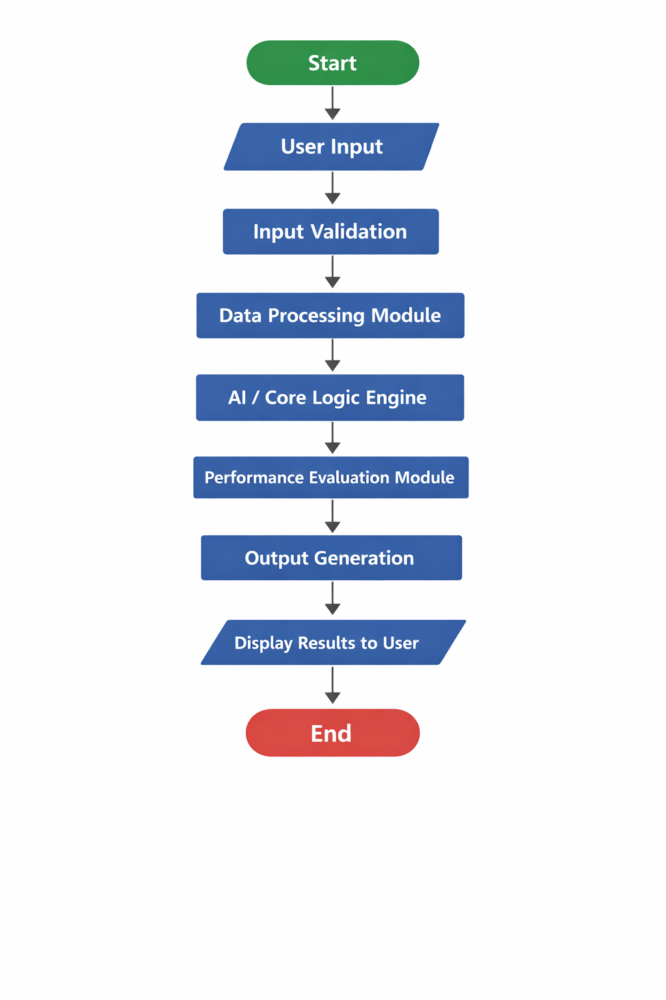 Start
User Input
Input Validation
Data Processing Module
AI / Core Logic Engine
Performance Evaluation Module
Output Generation
Display Results to User
End